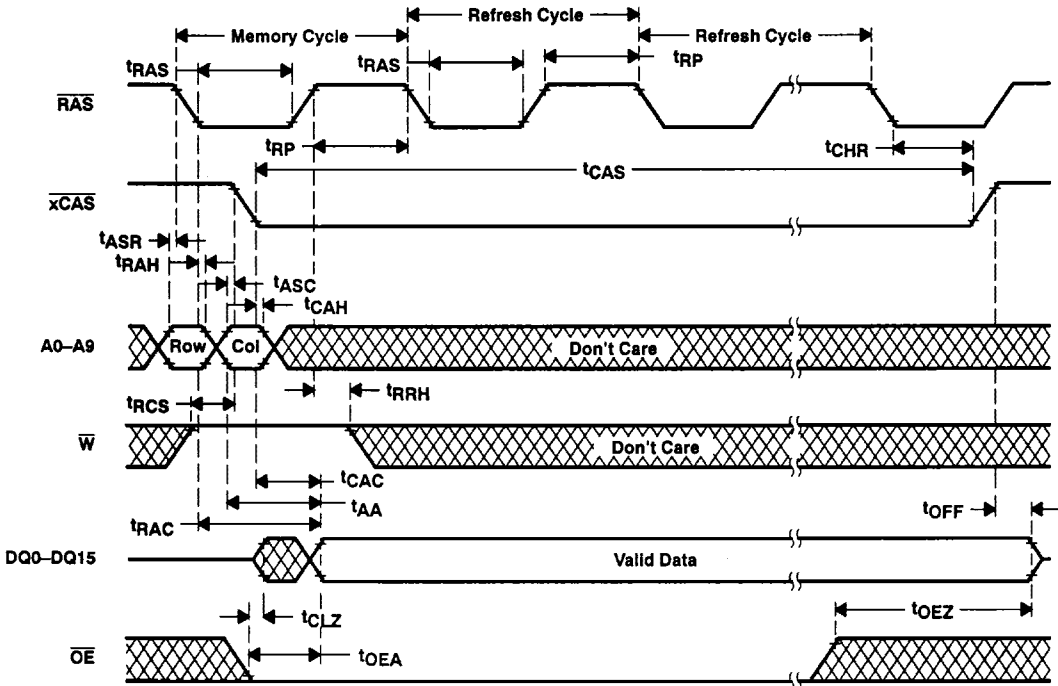 Refresh Cycle
Memory Cycle
Refresh Cycle
tRAS
tRAS
tRP
RAS
tRP
tCHR
tCAS
xCAS
tASR
tRAH
tASC
tCAH
A0–A9
Row
Col
Don't Care
tRRH
tRCS
W
Don't Care
tCAC
tAA
tOFF
tRAC
DQ0–DQ15
Valid Data
tCLZ
tOEZ
tOEA
OE